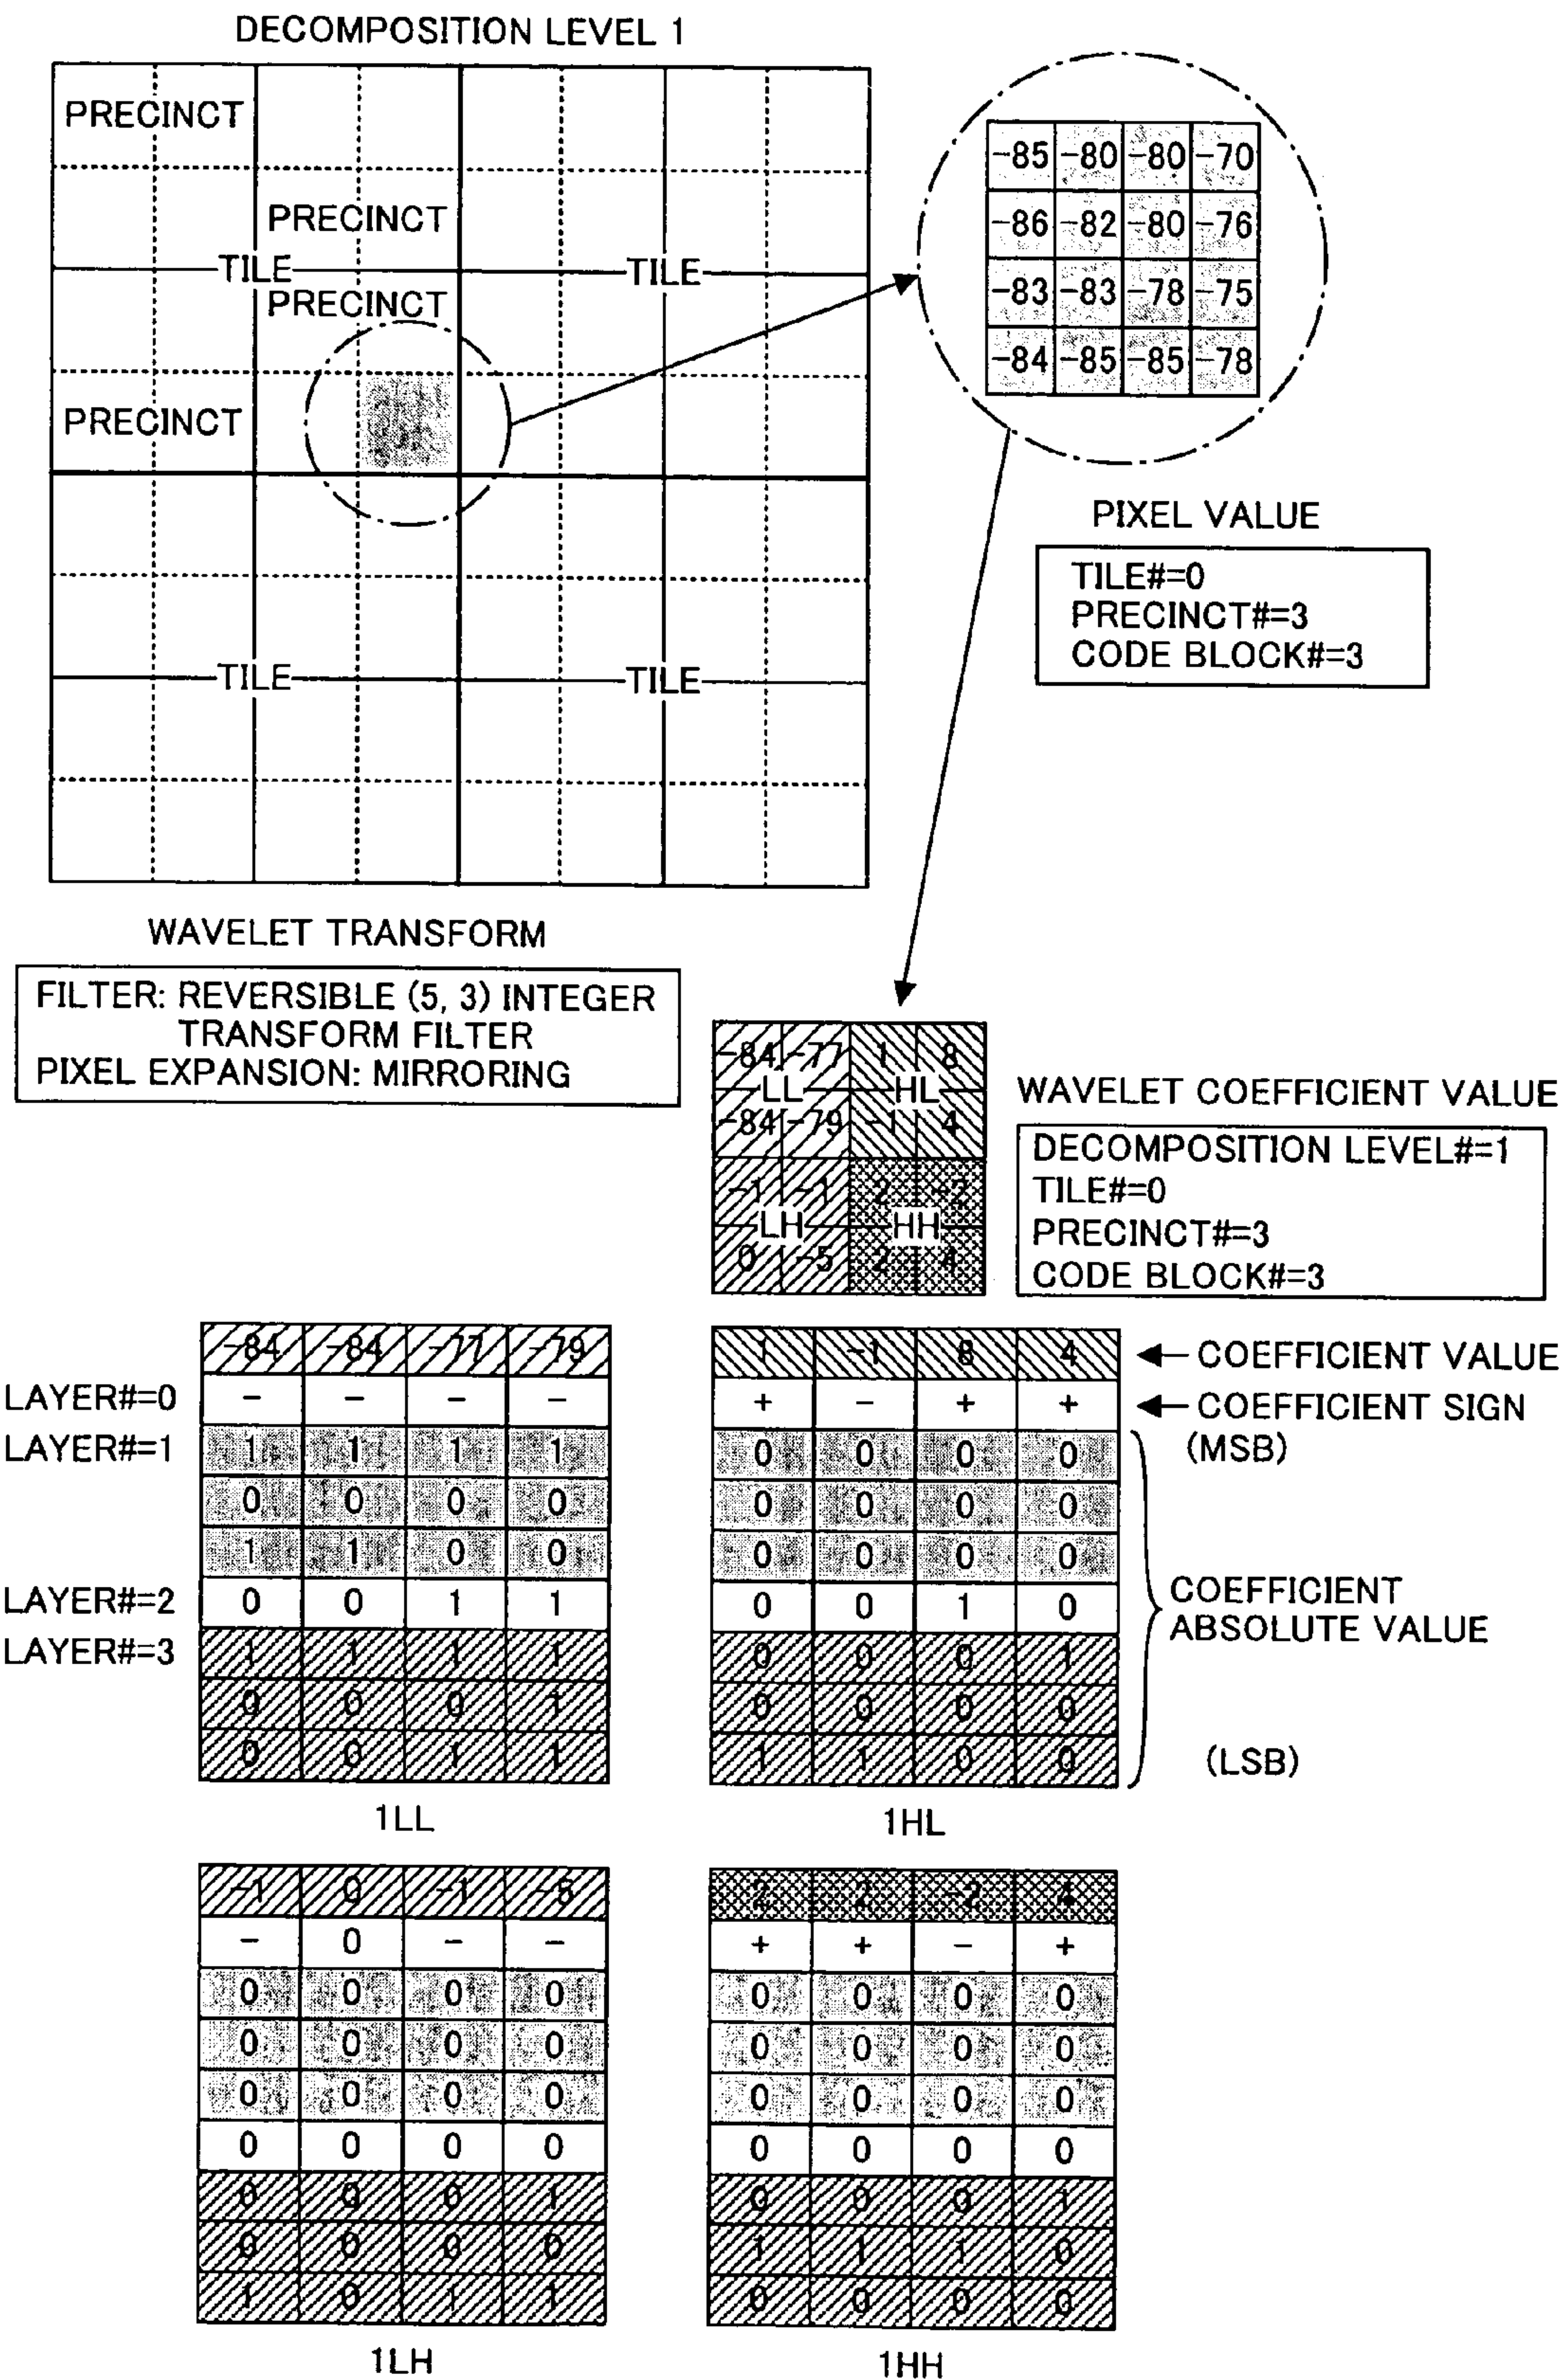 DECOMPOSITION LEVEL 1
PRECINCT
PRECINCT
TILE
TILE
PRECINCT
PRECINCT
TILE
TILE
-85 -80 -80 -70
-86 -82 -80 -76
-83 -83 -78 -75
-84 -85 -85 -78
PIXEL VALUE
TILE#=0
PRECINCT#=3
CODE BLOCK#=3
WAVELET TRANSFORM
FILTER: REVERSIBLE (5, 3) INTEGER
TRANSFORM FILTER
PIXEL EXPANSION: MIRRORING
-84 -77 1 8
LL HL
-84 -79 -1 4
-1 -1 2 -2
LH HH
0 -5 2 4
WAVELET COEFFICIENT VALUE
DECOMPOSITION LEVEL#=1
TILE#=0
PRECINCT#=3
CODE BLOCK#=3
-84 -84 -77 -79
LAYER#=0 - - - -
LAYER#=1 1 1 1 1
0 0 0 0
1 1 0 0
LAYER#=2 0 0 1 1
LAYER#=3 1 1 1 1
0 0 0 1
0 0 1 1
1LL
1 -1 8 4 COEFFICIENT VALUE
+ - + + COEFFICIENT SIGN
0 0 0 0 (MSB)
0 0 0 0
0 0 0 0
0 0 1 0
COEFFICIENT
ABSOLUTE VALUE
0 0 0 1
0 0 0 0
1 1 0 0 (LSB)
1HL
-1 0 -1 -5
- 0 - -
0 0 0 0
0 0 0 0
0 0 0 0
0 0 0 0
0 0 0 1
0 0 0 0
1 0 1 1
1LH
2 2 -2 4
+ + - +
0 0 0 0
0 0 0 0
0 0 0 0
0 0 0 0
0 0 0 1
1 1 1 0
0 0 0 0
1HH